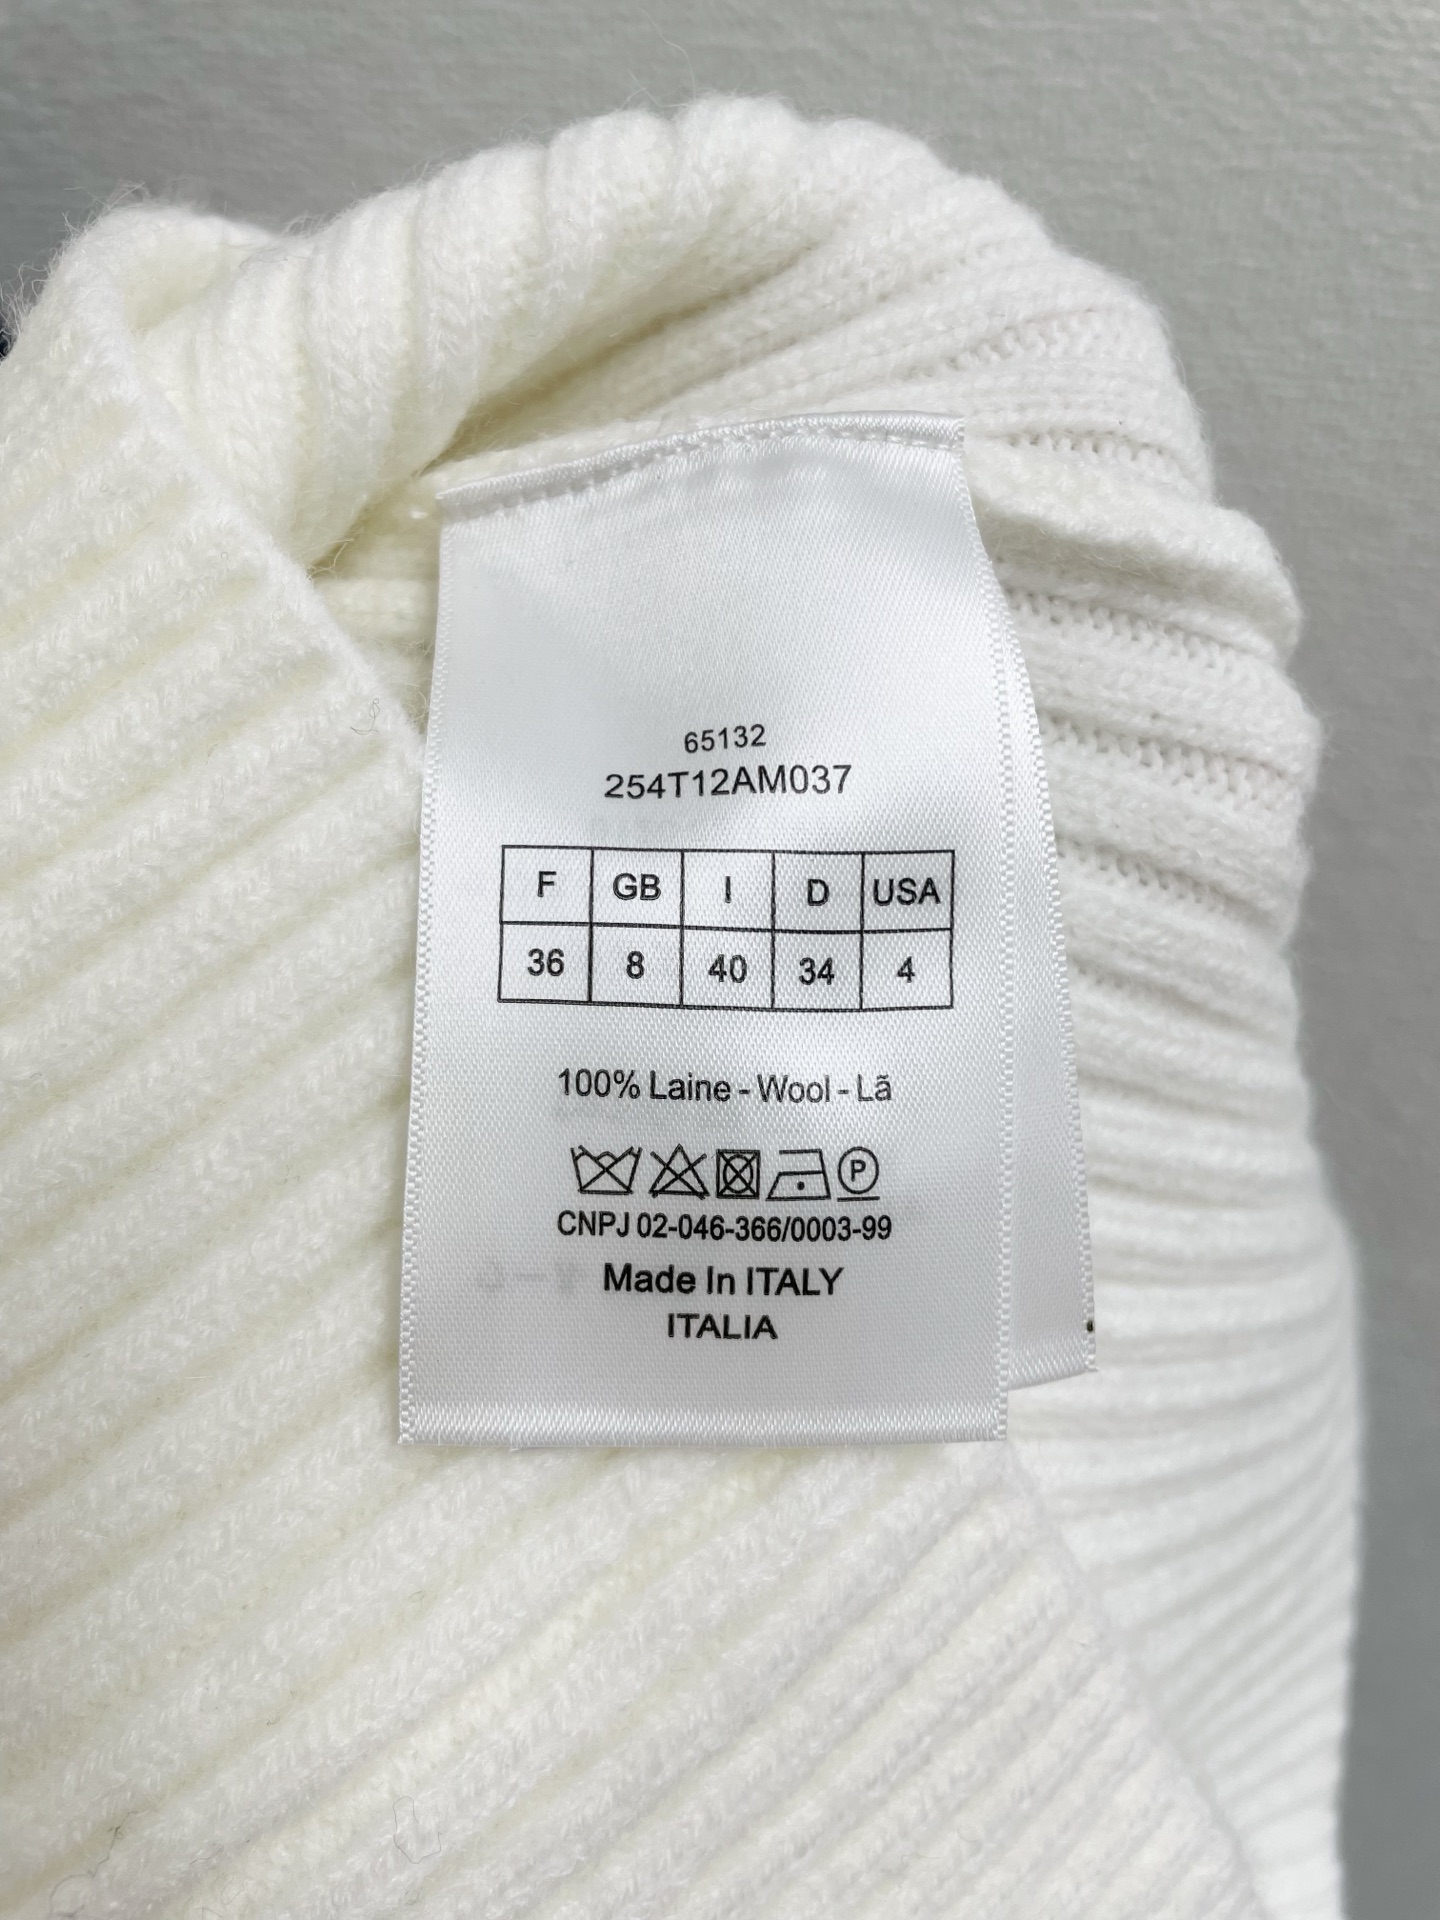 65132
254T12AM037
F GB I D USA
36 8 40 34 4
100% Laine - Wool - Lã
P
CNPJ 02-046-366/0003-99
Made In ITALY
ITALIA